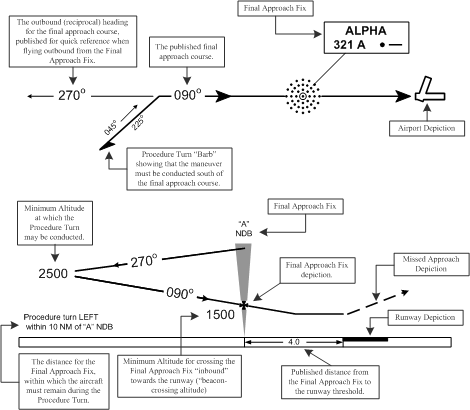 The outbound (reciprocal) heading
for the final approach course,
published for quick reference when
flying outbound from the Final
Approach Fix.
The published final
approach course.
Final Approach Fix
ALPHA
321 A ● —
270°
090°
045°
225°
Airport Depiction
Procedure Turn "Barb"
showing that the maneuver
must be conducted south of
the final approach course.
Minimum Altitude
at which the
Procedure Turn
may be conducted.
"A"
NDB
Final Approach Fix
270°
2500
090°
1500
Final Approach Fix
depiction.
Missed Approach
Depiction
Procedure turn LEFT
within 10 NM of "A" NDB
Runway Depiction
4.0
The distance for the
Final Approach Fix,
within which the aircraft
must remain during the
Procedure Turn.
Minimum Altitude for crossing the
Final Approach Fix "inbound"
towards the runway ("beacon-
crossing altitude)
Published distance from
the Final Approach Fix to
the runway threshold.